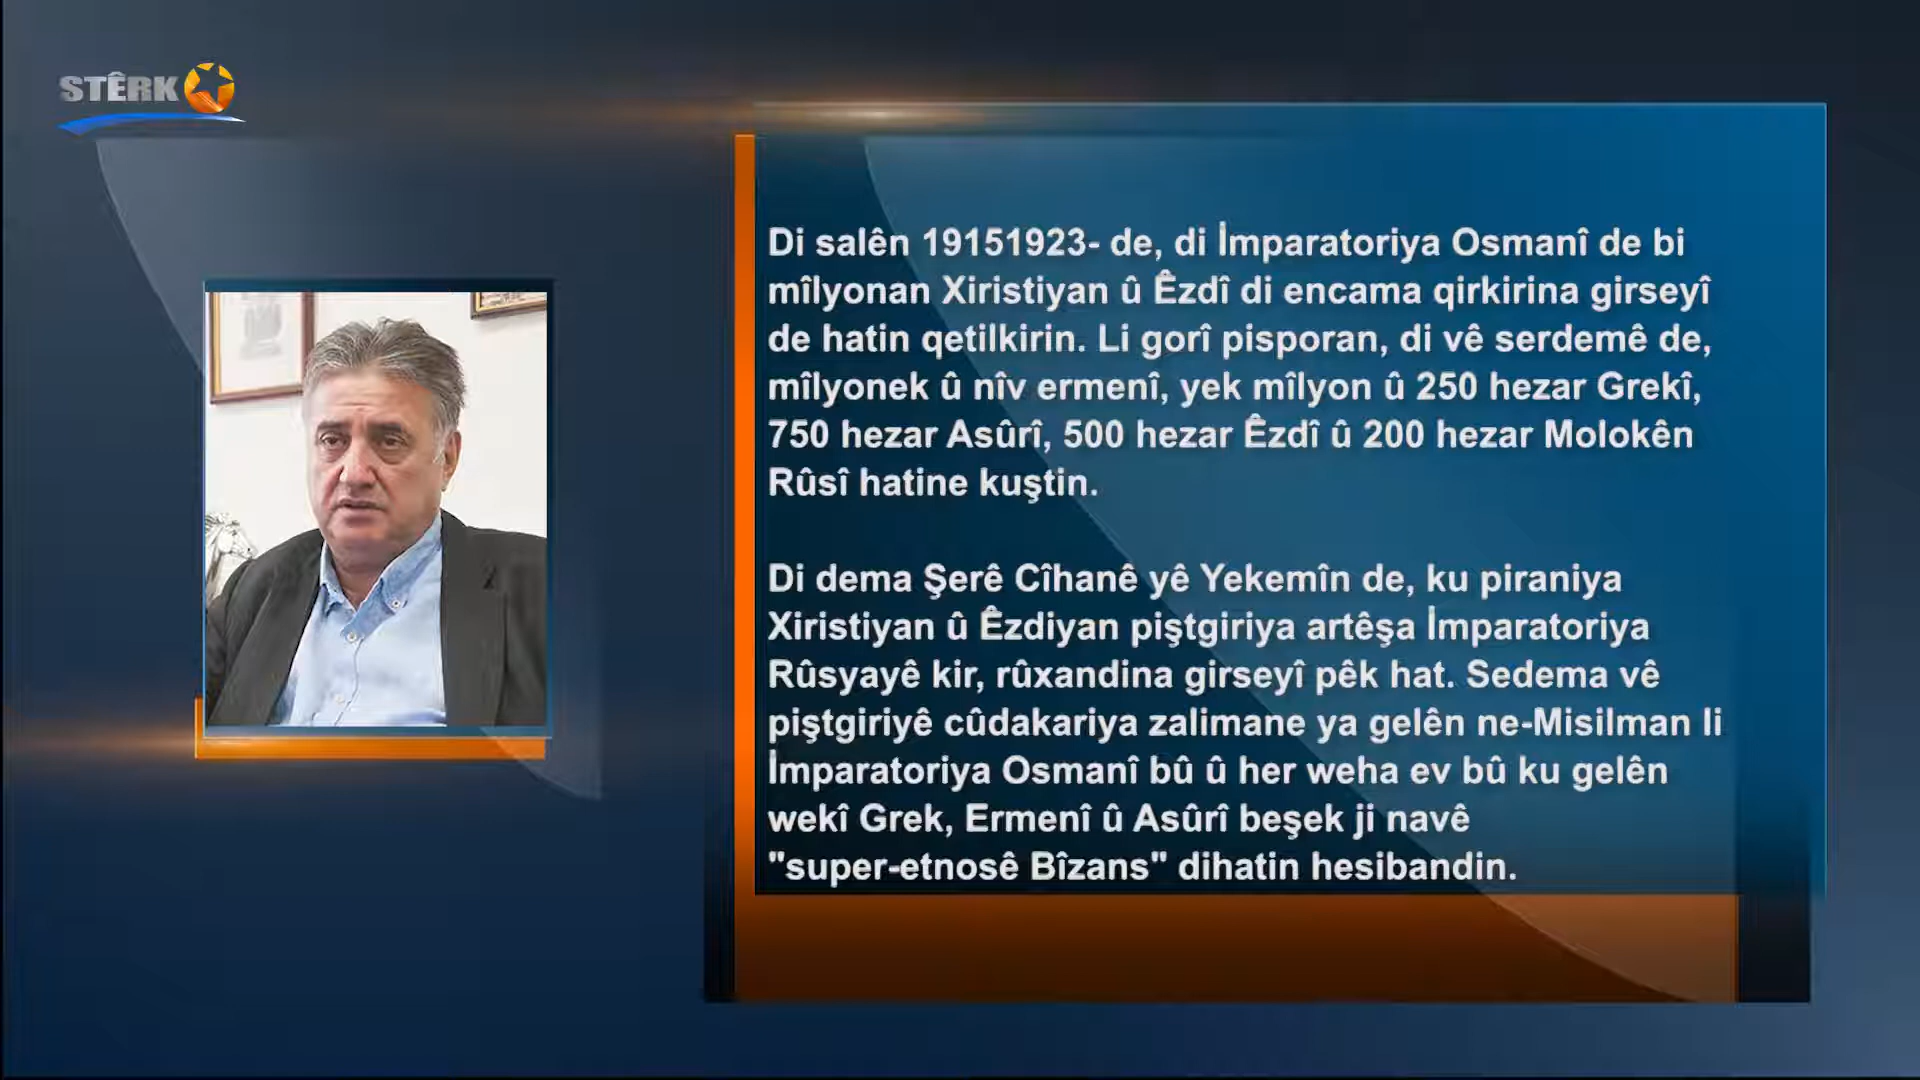 STÊRK
Di salên 19151923- de, di İmparatoriya Osmanî de bi
mîlyonan Xiristiyan û Êzdî di encama qirkirina girseyî
de hatin qetilkirin. Li gorî pisporan, di vê serdemê de,
mîlyonek û nîv ermenî, yek mîlyon û 250 hezar Grekî,
750 hezar Asûrî, 500 hezar Êzdî û 200 hezar Molokên
Rûsî hatine kuştin.
Di dema Şerê Cîhanê yê Yekemîn de, ku piraniya
Xiristiyan û Êzdiyan piştgiriya artêşa İmparatoriya
Rûsyayê kir, rûxandina girseyî pêk hat. Sedema vê
piştgiriyê cûdakariya zalimane ya gelên ne-Misilman li
İmparatoriya Osmanî bû û her weha ev bû ku gelên
wekî Grek, Ermenî û Asûrî beşek ji navê
"super-etnosê Bîzans" dihatin hesibandin.